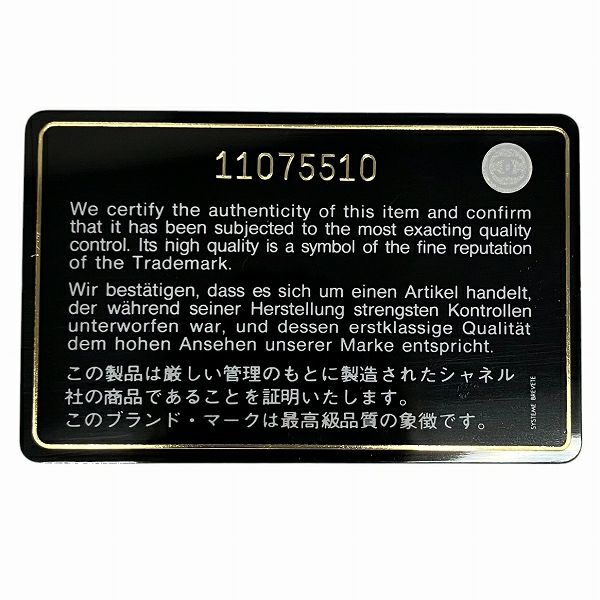 11075510
We certify the authenticity of this item and confirm
that it has been subjected to the most exacting quality
control. Its high quality is a symbol of the fine reputation
of the Trademark.
Wir bestätigen, dass es sich um einen Artikel handelt,
der während seiner Herstellung strengsten Kontrollen
unterworfen war, und dessen erstklassige Qualität
dem hohen Ansehen unserer Marke entspricht.
この製品は厳しい管理のもとに製造されたシャネル
社の商品であることを証明いたします。
このブランド・マークは最高級品質の象徴です。
SYSTEME BREVETE